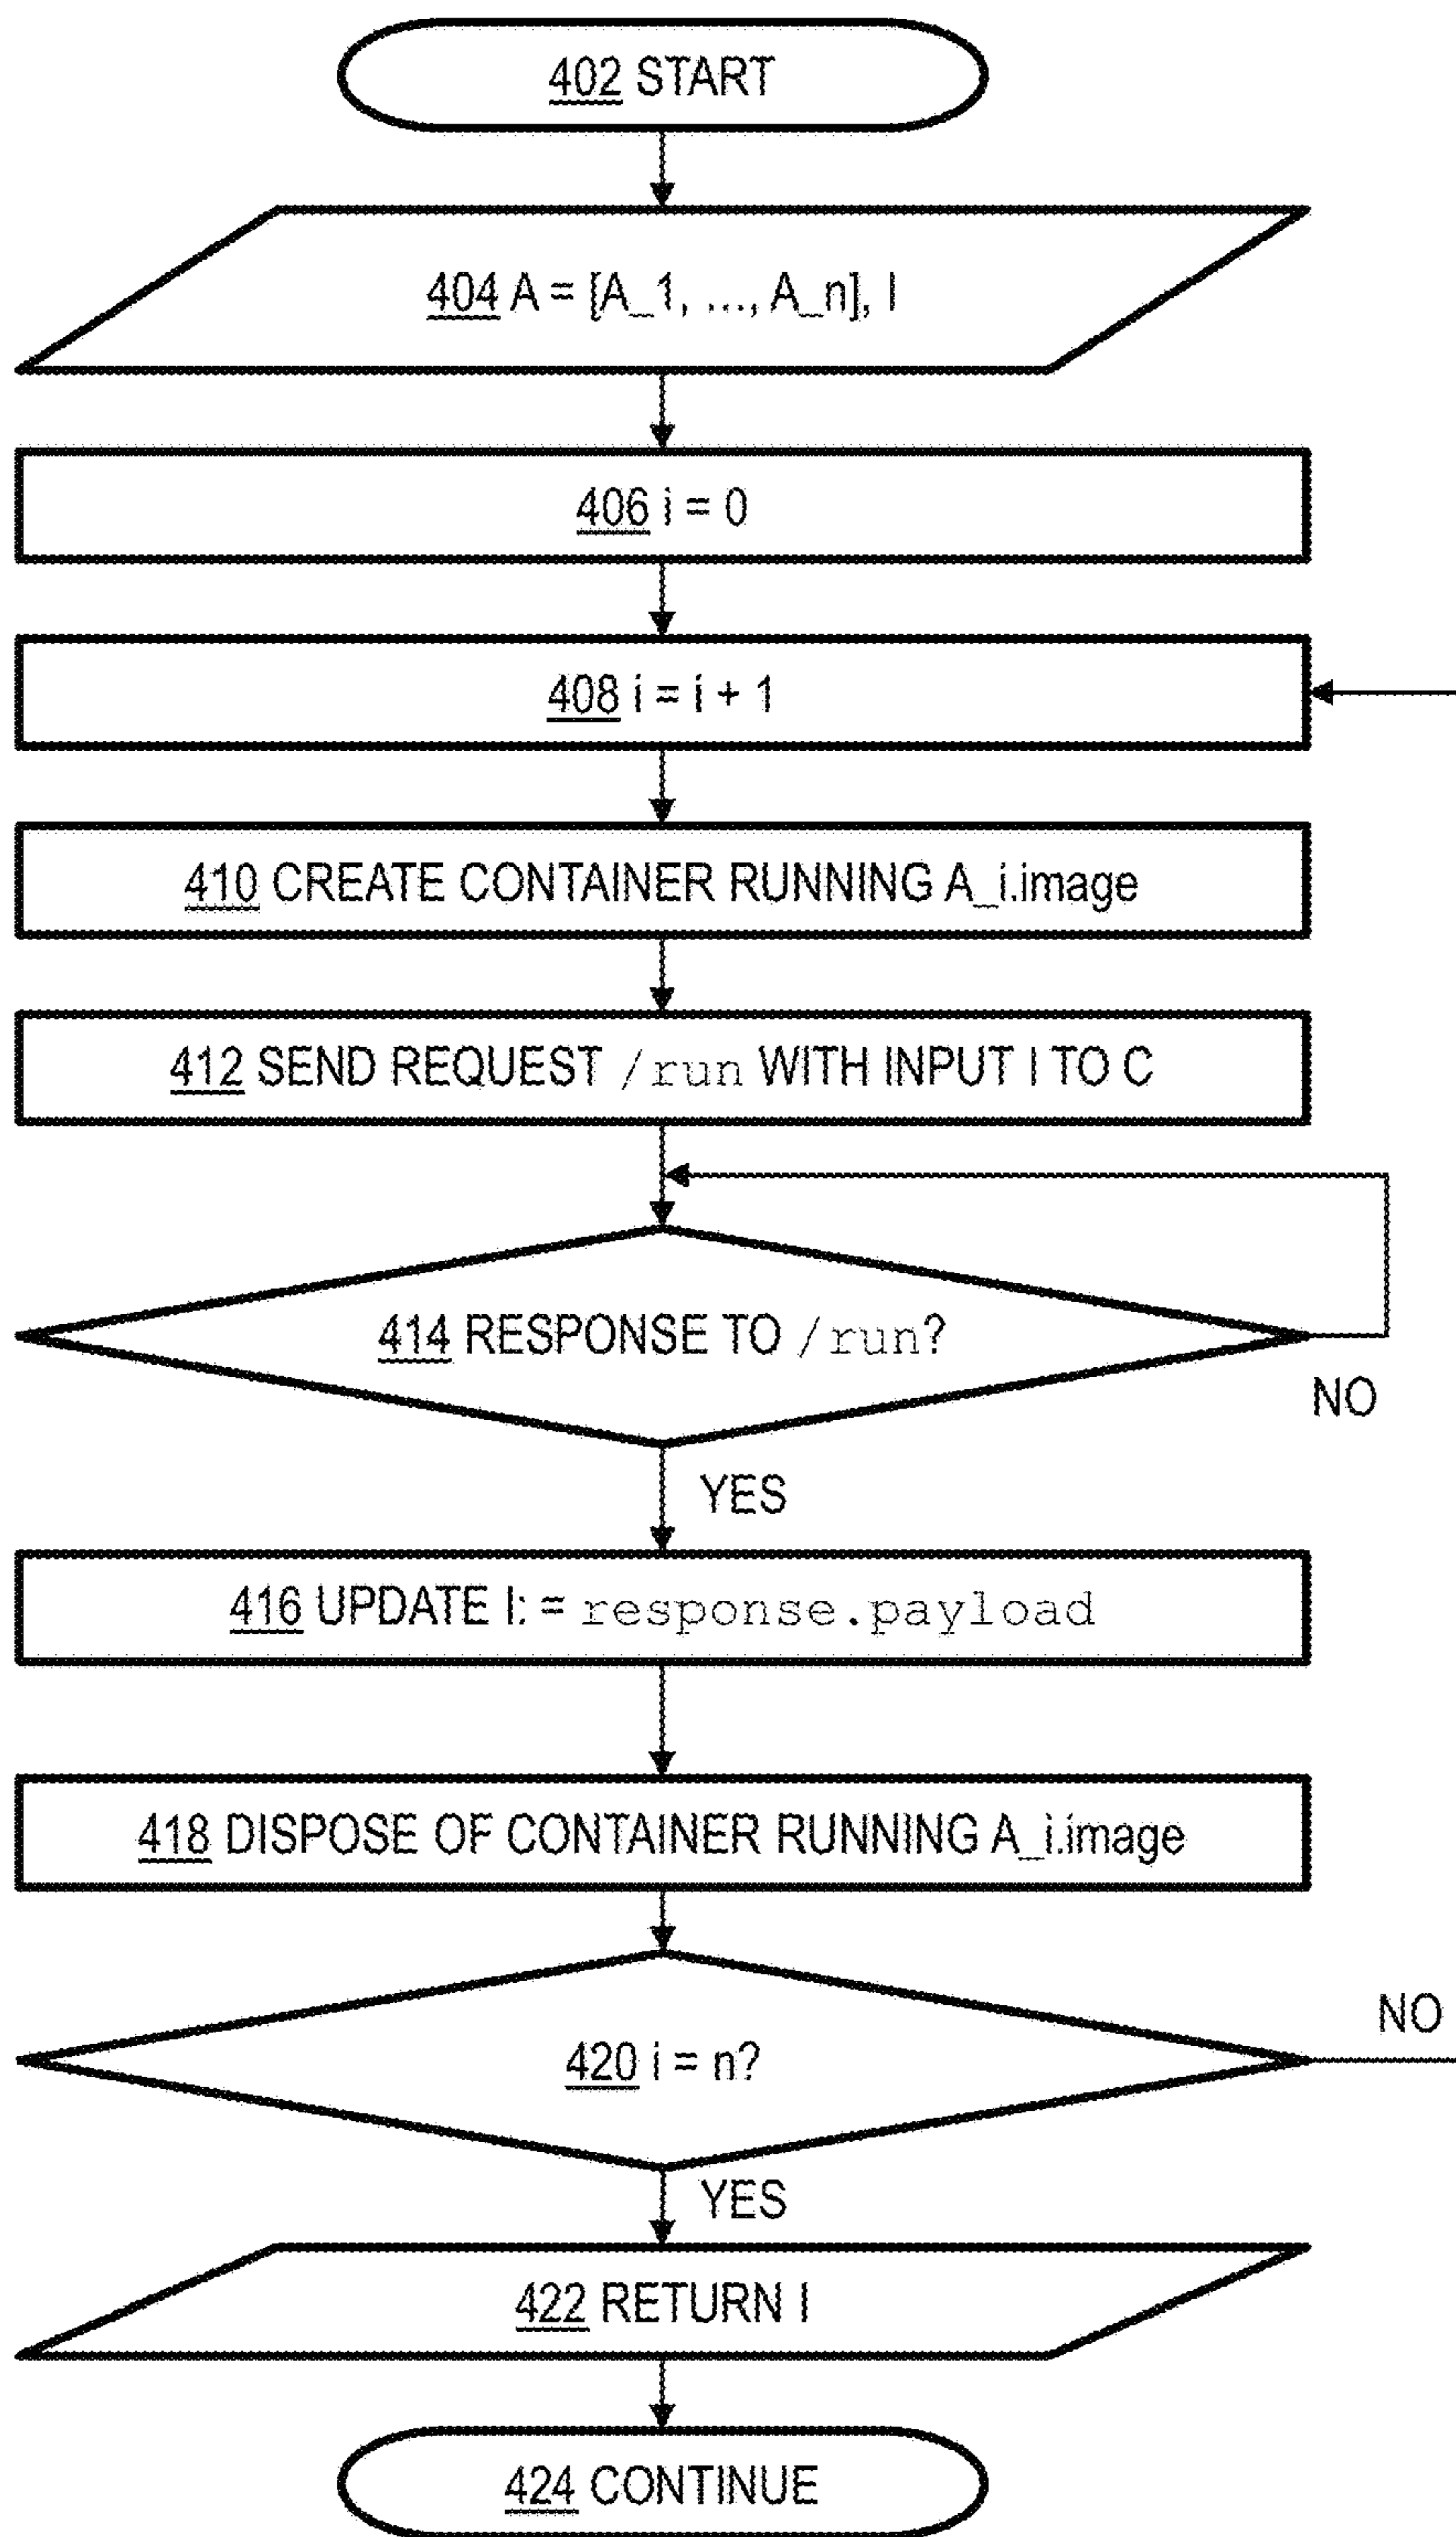 402 START
404 A = [A_1, ..., A_n], I
406 i = 0
408 i = i + 1
410 CREATE CONTAINER RUNNING A_i.image
412 SEND REQUEST /run WITH INPUT I TO C
414 RESPONSE TO /run?
NO
YES
416 UPDATE I: = response.payload
418 DISPOSE OF CONTAINER RUNNING A_i.image
NO
420 i = n?
YES
422 RETURN I
424 CONTINUE